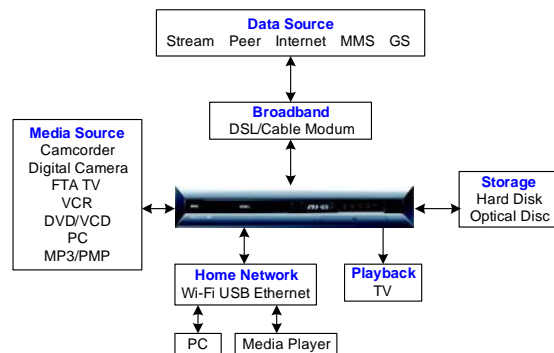 Data Source
Stream Peer Internet MMS GS
Broadband
DSL/Cable Modum
Media Source
Camcorder
Digital Camera
FTA TV
VCR
DVD/VCD
PC
MP3/PMP
Storage
Hard Disk
Optical Disc
Home Network
Wi-Fi USB Ethernet
Playback
TV
PC
Media Player